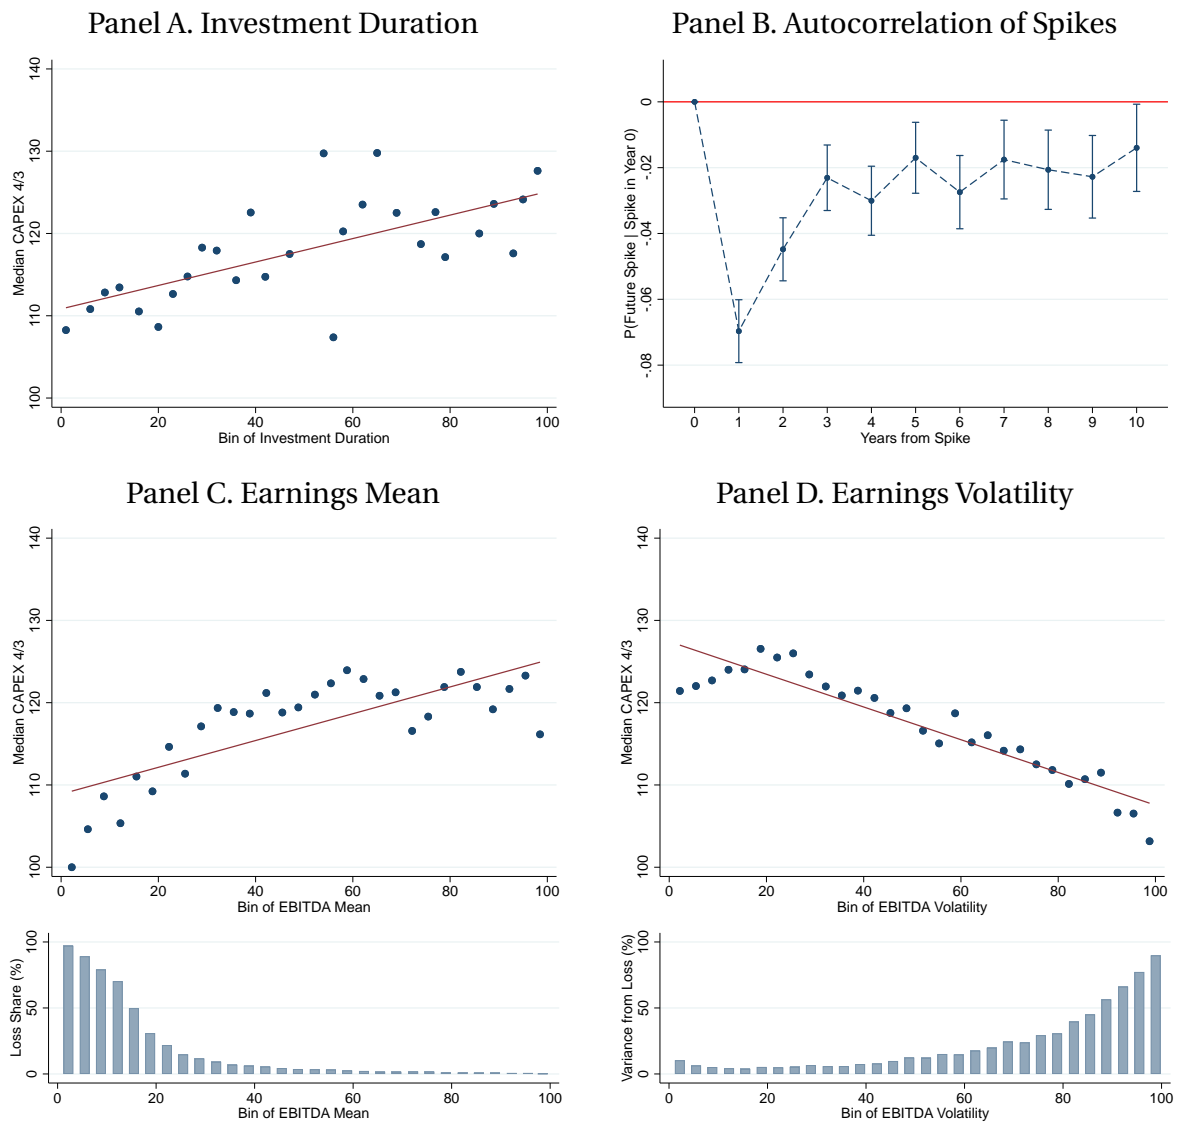 Panel A. Investment Duration
140
130
120
110
100
Median CAPEX 4/3
0 20 40 60 80 100
Bin of Investment Duration
Panel B. Autocorrelation of Spikes
0
-.02
-.04
-.06
-.08
P(Future Spike | Spike in Year 0)
0 1 2 3 4 5 6 7 8 9 10
Years from Spike
Panel C. Earnings Mean
140
130
120
110
100
Median CAPEX 4/3
0 20 40 60 80 100
Bin of EBITDA Mean
100
50
0
Loss Share (%)
0 20 40 60 80 100
Bin of EBITDA Mean
Panel D. Earnings Volatility
140
130
120
110
100
Median CAPEX 4/3
0 20 40 60 80 100
Bin of EBITDA Volatility
100
50
0
Variance from Loss (%)
0 20 40 60 80 100
Bin of EBITDA Volatility